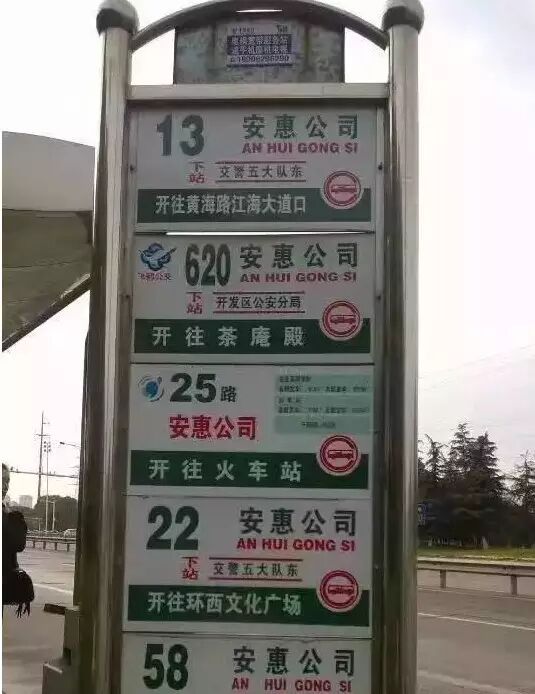 13
安惠公司
AN HUI GONG SI
下站
交警五大队东
开往黄海路江海大道口
620
安惠公司
AN HUI GONG SI
下站
开发区公安分局
开往茶庵殿
25路
安惠公司
开往火车站
22
安惠公司
AN HUI GONG SI
下站
交警五大队东
开往环西文化广场
58
安惠公司
AN HUI GONG SI